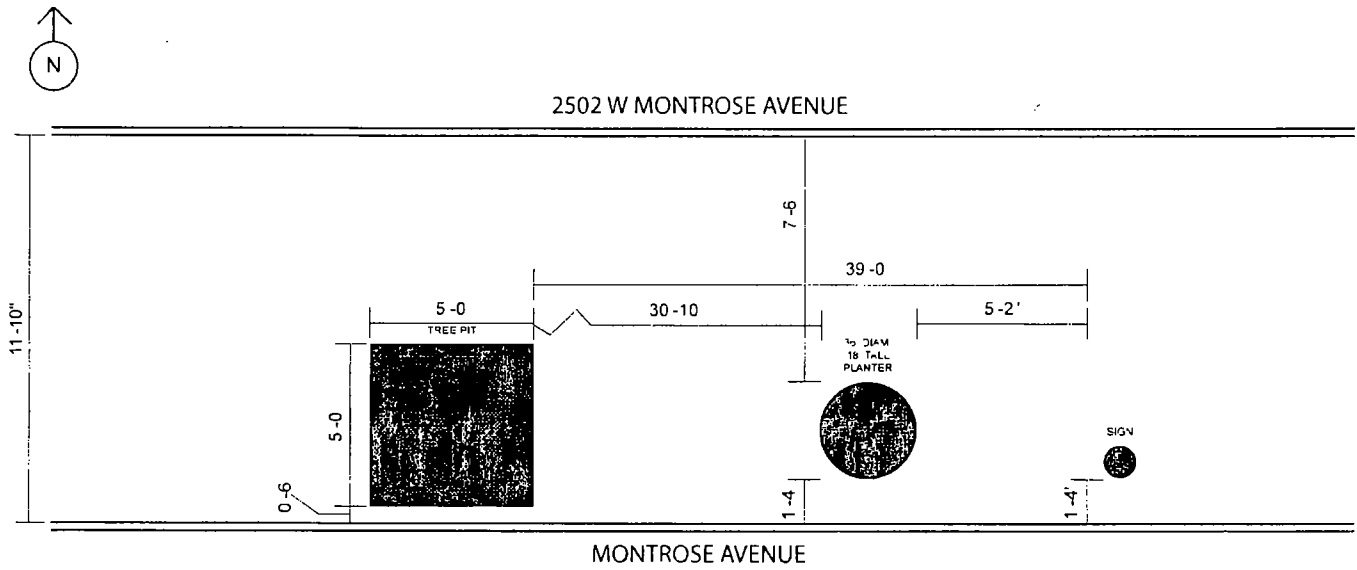 N
2502 W MONTROSE AVENUE
11-10"
7-6
39-0
5-0
30-10
5-2'
TREE PIT
18 TALL
PLANTER
5-0
SIGN
0-6
1-4
1-4'
MONTROSE AVENUE